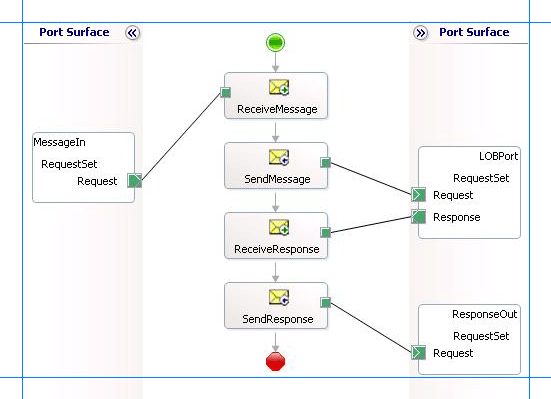 Port Surface
Port Surface
ReceiveMessage
MessageIn
RequestSet
Request
SendMessage
LOBPort
RequestSet
Request
Response
ReceiveResponse
SendResponse
ResponseOut
RequestSet
Request